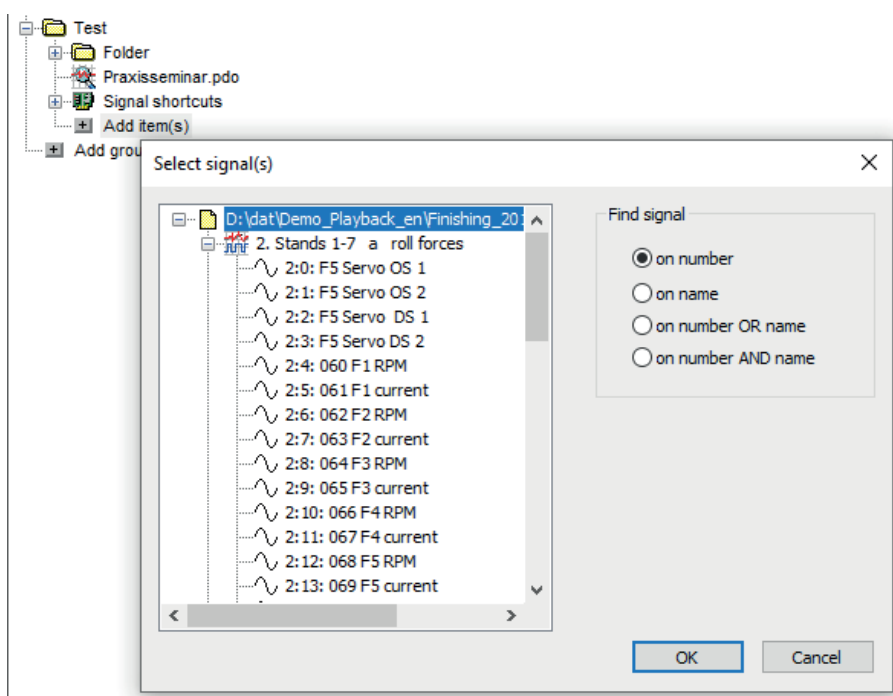 Test
Folder
Praxisseminar.pdo
Signal shortcuts
Add item(s)
Add grou
Select signal(s)
D:\dat\Demo_Playback_en\Finishing_201
2. Stands 1-7 a roll forces
2:0: F5 Servo OS 1
2:1: F5 Servo OS 2
2:2: F5 Servo DS 1
2:3: F5 Servo DS 2
2:4: 060 F1 RPM
2:5: 061 F1 current
2:6: 062 F2 RPM
2:7: 063 F2 current
2:8: 064 F3 RPM
2:9: 065 F3 current
2:10: 066 F4 RPM
2:11: 067 F4 current
2:12: 068 F5 RPM
2:13: 069 F5 current
Find signal
on number
on name
on number OR name
on number AND name
OK Cancel